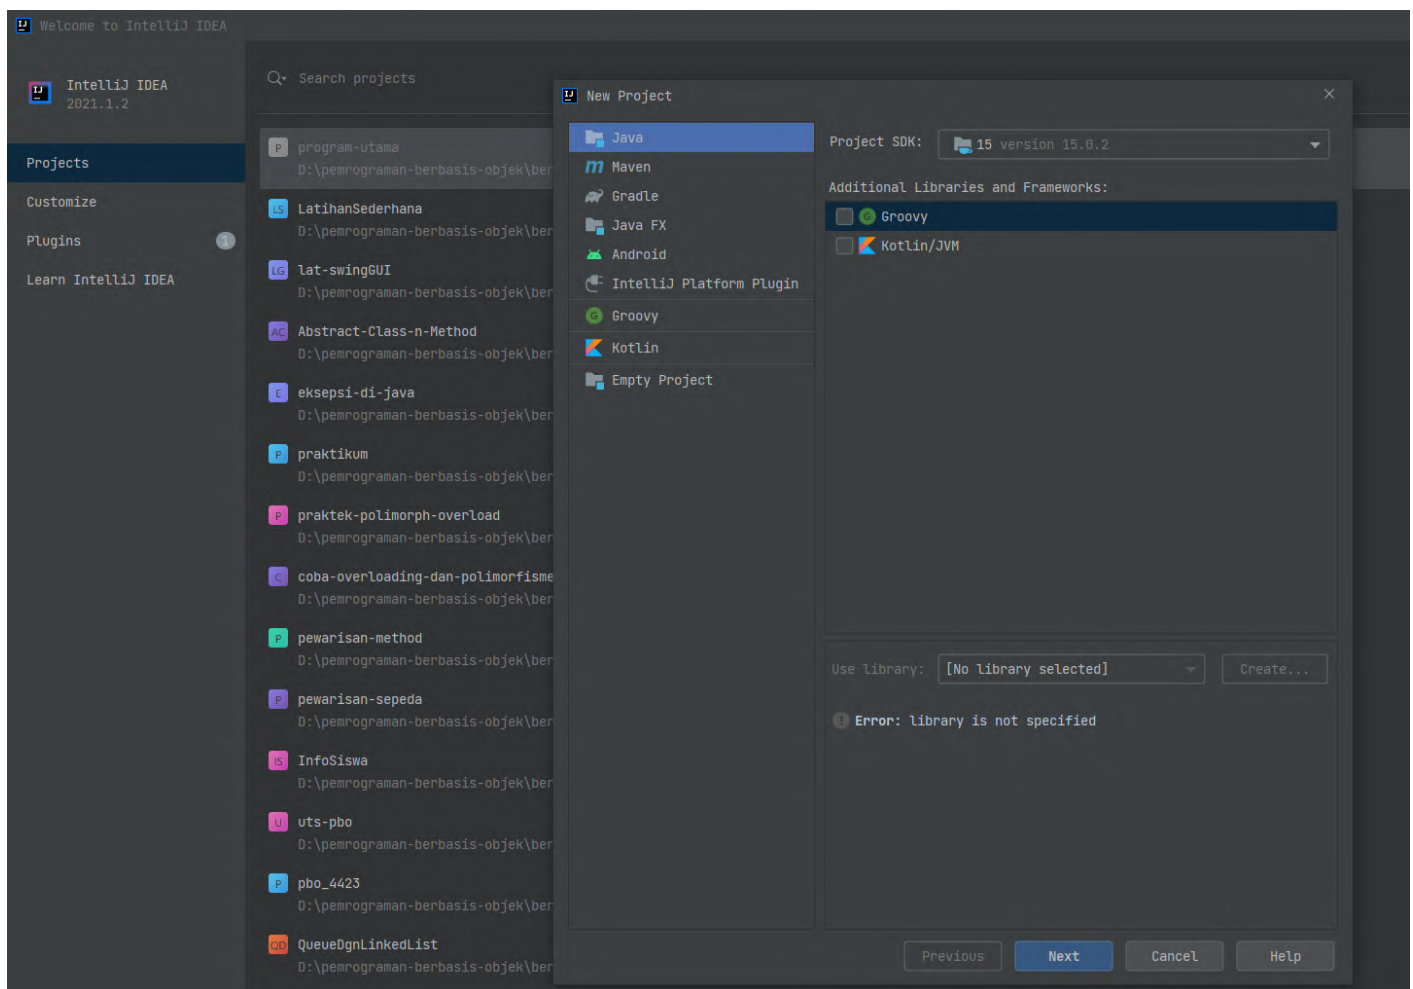 Welcome to IntelliJ IDEA
IntelliJ IDEA
2021.1.2
Projects
Customize
Plugins
1
Learn IntelliJ IDEA
Search projects
P program-utama
D:\pemrograman-berbasis-objek\ber
LS LatihanSederhana
D:\pemrograman-berbasis-objek\ber
LG lat-swingGUI
D:\pemrograman-berbasis-objek\ber
AC Abstract-Class-n-Method
D:\pemrograman-berbasis-objek\ber
E eksepsi-di-java
D:\pemrograman-berbasis-objek\ber
P praktikum
D:\pemrograman-berbasis-objek\ber
P praktek-polimorph-overload
D:\pemrograman-berbasis-objek\ber
C coba-overloading-dan-polimorfisme
D:\pemrograman-berbasis-objek\ber
P pewarisan-method
D:\pemrograman-berbasis-objek\ber
P pewarisan-sepeda
D:\pemrograman-berbasis-objek\ber
IS InfoSiswa
D:\pemrograman-berbasis-objek\ber
U uts-pbo
D:\pemrograman-berbasis-objek\ber
P pbo_4423
D:\pemrograman-berbasis-objek\ber
QD QueueDgnLinkedList
D:\pemrograman-berbasis-objek\ber
New Project
Java
Maven
Gradle
Java FX
Android
IntelliJ Platform Plugin
Groovy
Kotlin
Empty Project
Project SDK: 15 version 15.0.2
Additional Libraries and Frameworks:
Groovy
Kotlin/JVM
Use library: [No library selected] Create...
Error: library is not specified
Previous Next Cancel Help